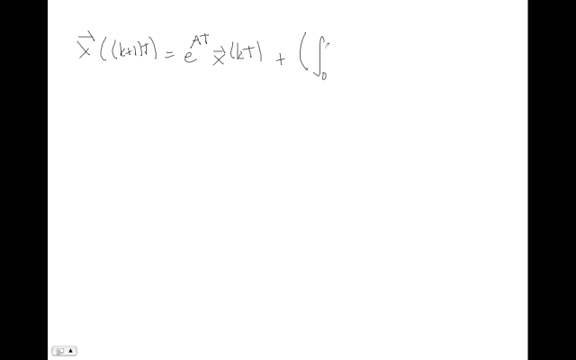 x⃗((k+1)T) = e^{AT} x⃗(kT) + (∫_0